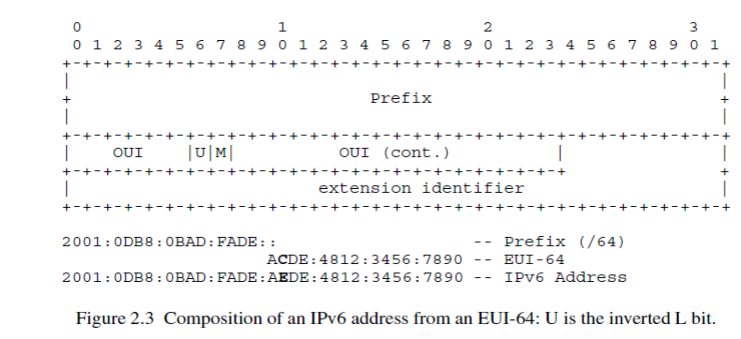 0                   1                   2                   3
0 1 2 3 4 5 6 7 8 9 0 1 2 3 4 5 6 7 8 9 0 1 2 3 4 5 6 7 8 9 0 1
+-+-+-+-+-+-+-+-+-+-+-+-+-+-+-+-+-+-+-+-+-+-+-+-+-+-+-+-+-+-+-+-+
|                                                               |
+                            Prefix                             +
|                                                               |
+-+-+-+-+-+-+-+-+-+-+-+-+-+-+-+-+-+-+-+-+-+-+-+-+-+-+-+-+-+-+-+-+
|    OUI    |U|M|          OUI (cont.)          |               |
+-+-+-+-+-+-+-+-+-+-+-+-+-+-+-+-+-+-+-+-+-+-+-+-+               +
|                        extension identifier                   |
+-+-+-+-+-+-+-+-+-+-+-+-+-+-+-+-+-+-+-+-+-+-+-+-+-+-+-+-+-+-+-+-+
2001:0DB8:0BAD:FADE::                   -- Prefix (/64)
ACDE:4812:3456:7890 -- EUI-64
2001:0DB8:0BAD:FADE:AEDE:4812:3456:7890 -- IPv6 Address
Figure 2.3 Composition of an IPv6 address from an EUI-64: U is the inverted L bit.